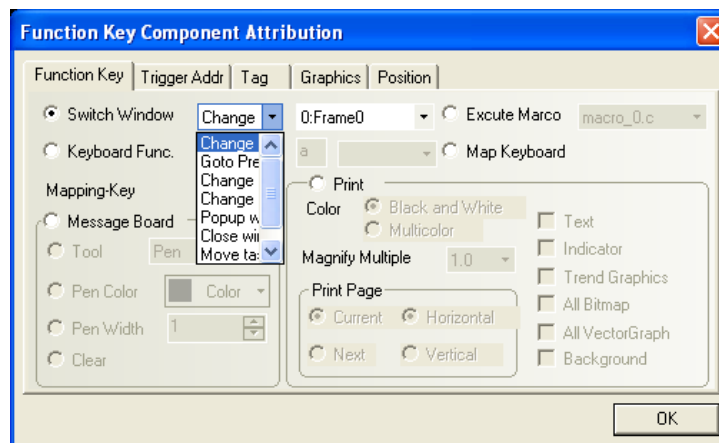 Function Key Component Attribution
Function Key Trigger Addr Tag Graphics Position
Switch Window Change 0:Frame0 Excute Marco macro_0.c
Keyboard Func. a Map Keyboard
Change
Goto Pre
Change
Change
Popup w
Close wi
Move ta
Mapping-Key
Message Board
Tool Pen
Pen Color Color
Pen Width 1
Clear
Print
Color Black and White
Multicolor
Magnify Multiple 1.0
Print Page
Current Horizontal
Next Vertical
Text
Indicator
Trend Graphics
All Bitmap
All VectorGraph
Background
OK